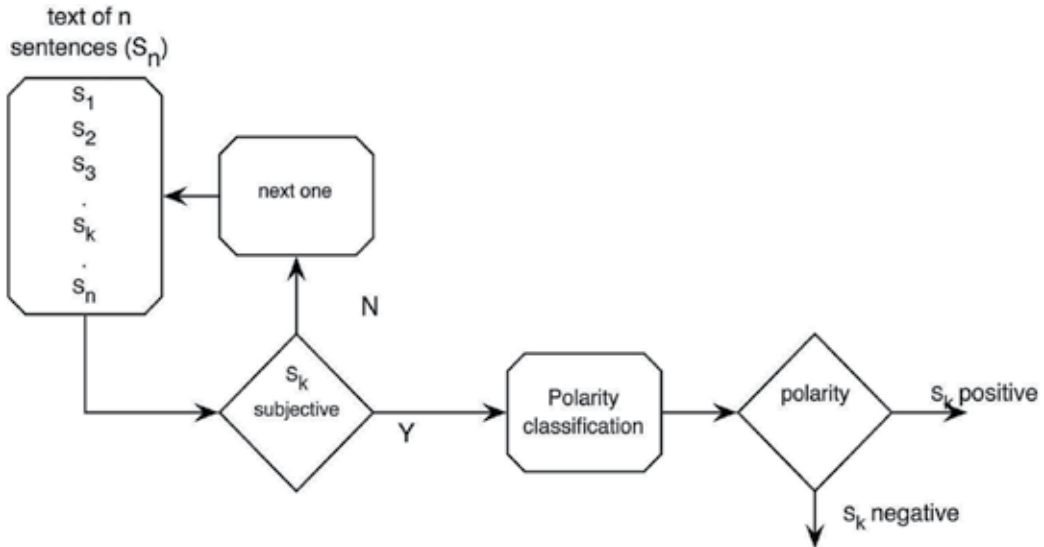 text of n
sentences (Sn)
S1
S2
S3
.
Sk
.
Sn
next one
N
Sk
subjective
Y
Polarity
classification
polarity
Sk positive
Sk negative